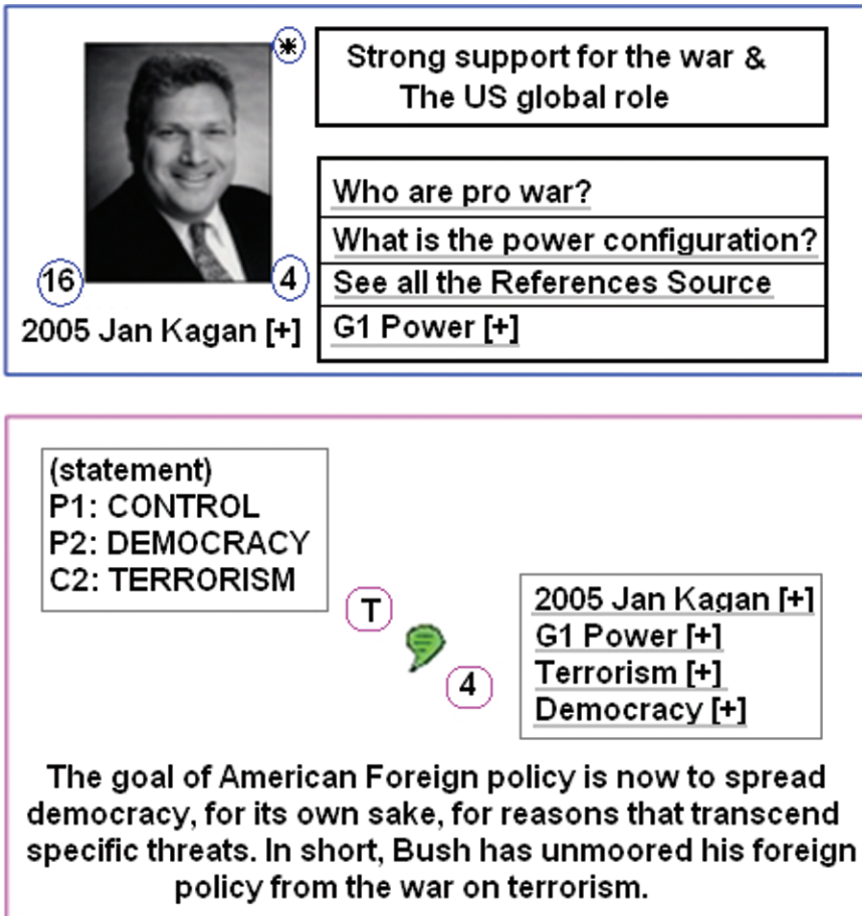 *
Strong support for the war &
The US global role
Who are pro war?
What is the power configuration?
16
4
See all the References Source
2005 Jan Kagan [+]
G1 Power [+]
(statement)
P1: CONTROL
P2: DEMOCRACY
C2: TERRORISM
T
4
2005 Jan Kagan [+]
G1 Power [+]
Terrorism [+]
Democracy [+]
The goal of American Foreign policy is now to spread
democracy, for its own sake, for reasons that transcend
specific threats. In short, Bush has unmoored his foreign
policy from the war on terrorism.